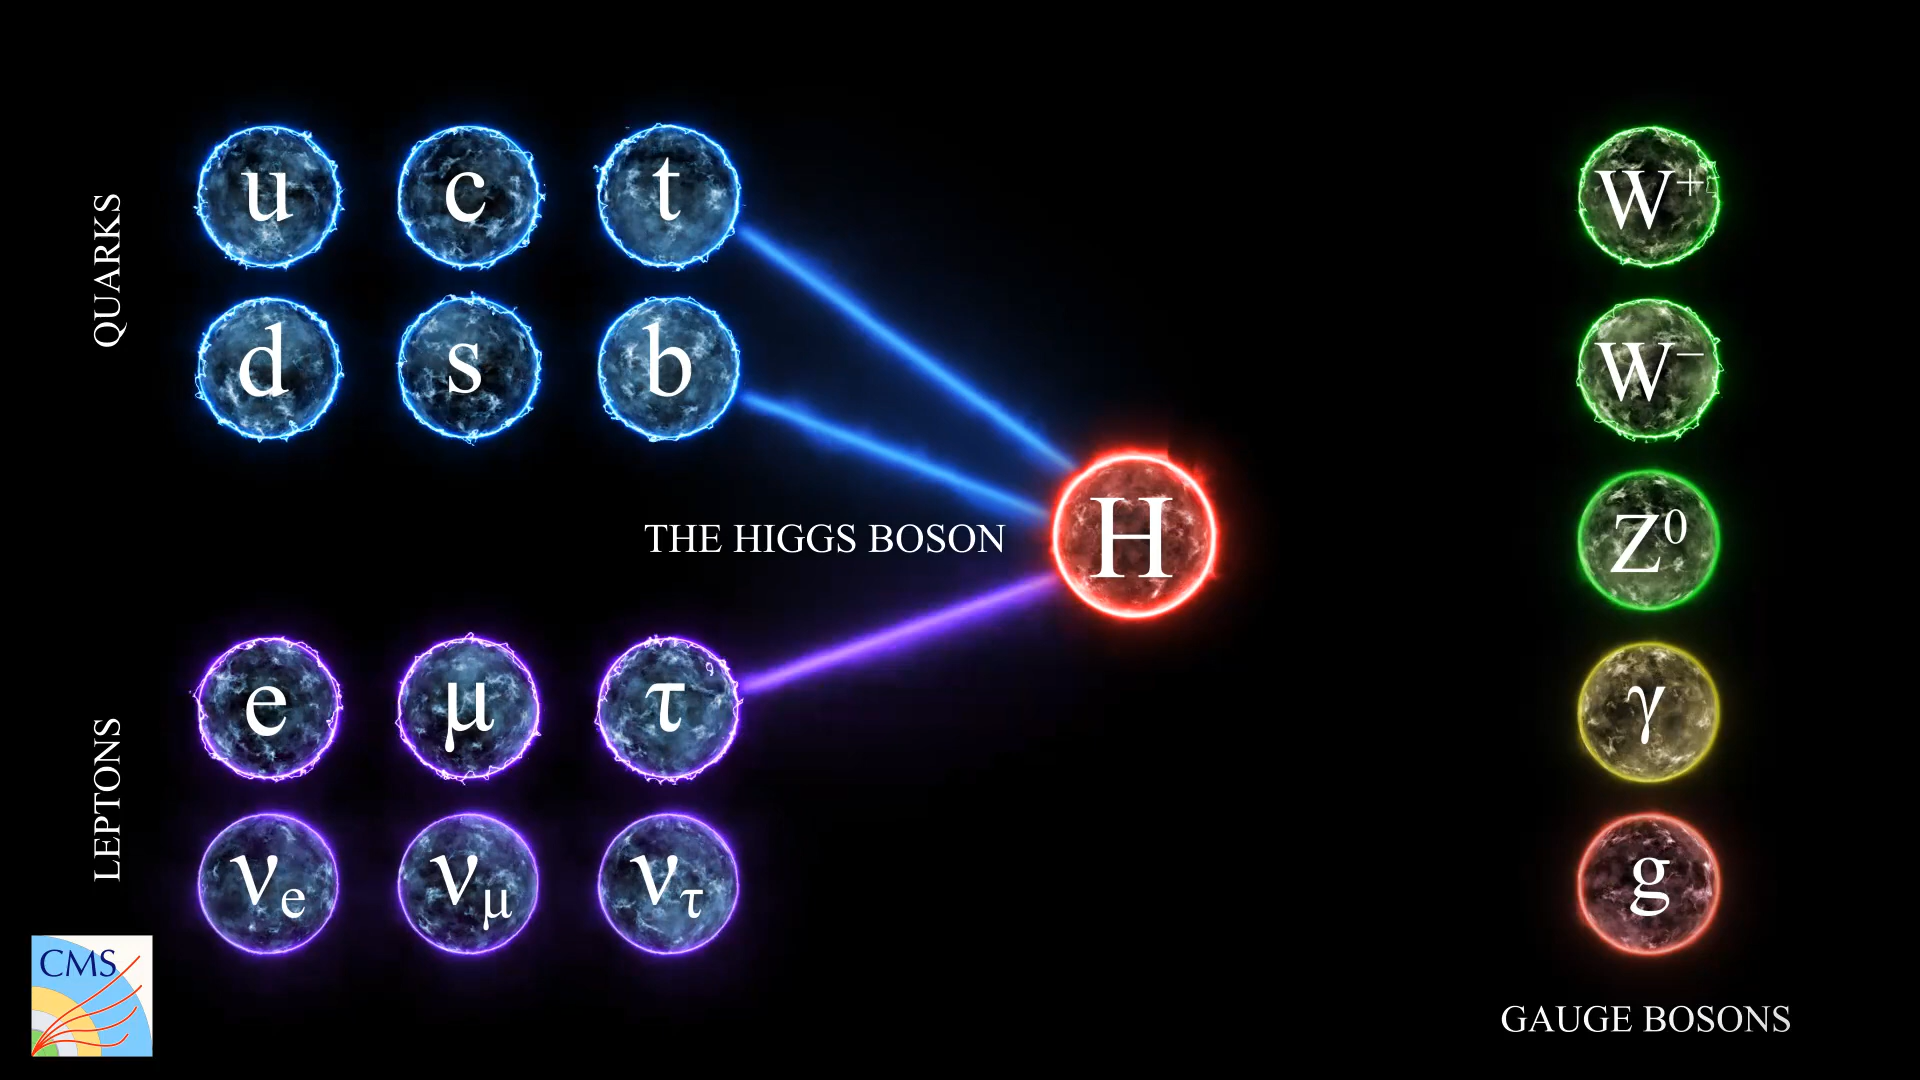 QUARKS
u c t
d s b
THE HIGGS BOSON
H
LEPTONS
e μ τ
νe νμ ντ
W+
W−
Z0
γ
g
GAUGE BOSONS
CMS